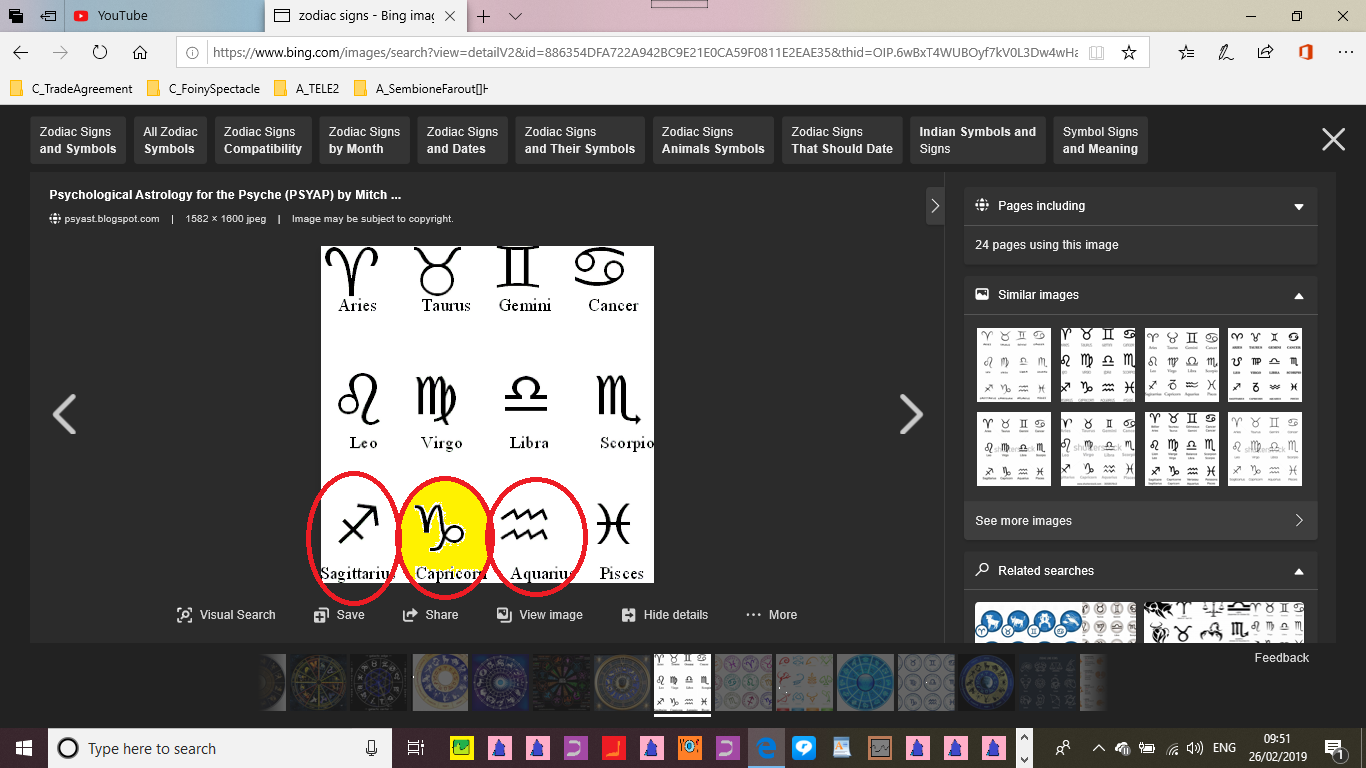 YouTube
zodiac signs - Bing imag
https://www.bing.com/images/search?view=detailV2&id=886354DFA722A942BC9E21E0CA59F0811E2EAE35&thid=OIP.6wBxT4WUBOyf7kV0L3Dw4wHa
C_TradeAgreement C_FoinySpectacle A_TELE2 A_SembioneFarout[]H
Zodiac Signs and Symbols
All Zodiac Symbols
Zodiac Signs Compatibility
Zodiac Signs by Month
Zodiac Signs and Dates
Zodiac Signs and Their Symbols
Zodiac Signs Animals Symbols
Zodiac Signs That Should Date
Indian Symbols and Signs
Symbol Signs and Meaning
Psychological Astrology for the Psyche (PSYAP) by Mitch ...
psyast.blogspot.com | 1582 × 1600 jpeg | Image may be subject to copyright.
Aries Taurus Gemini Cancer
Leo Virgo Libra Scorpio
Sagittarius Capricorn Aquarius Pisces
Visual Search Save Share View image Hide details More
Pages including
24 pages using this image
Similar images
See more images
Related searches
Feedback
Type here to search
ENG
09:51
26/02/2019
1